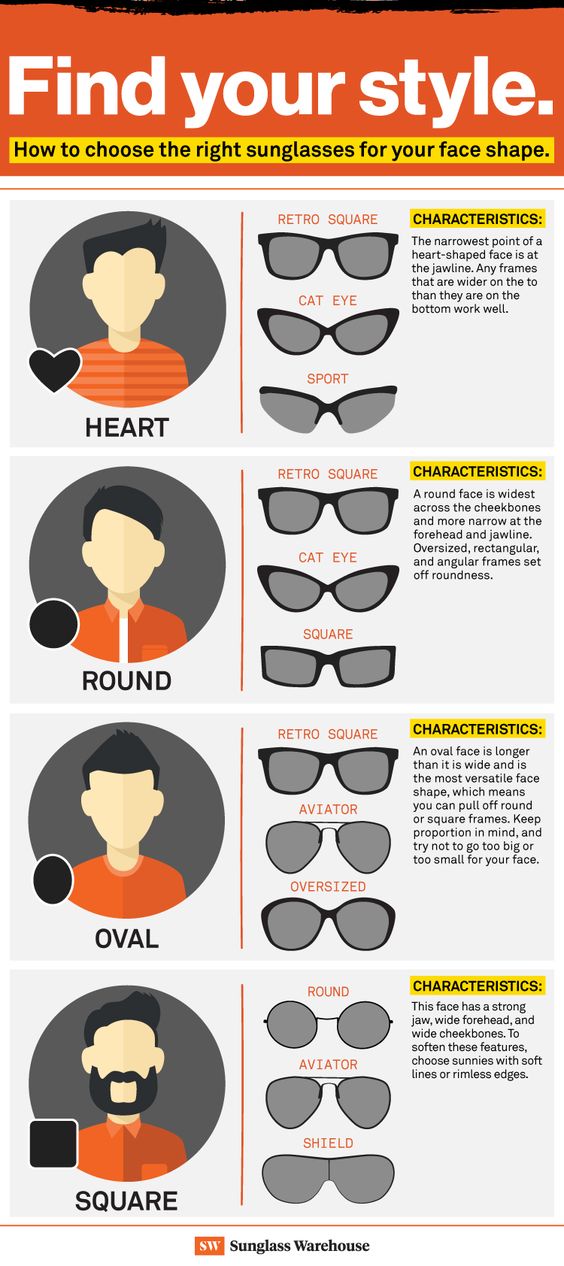 Find your style.
How to choose the right sunglasses for your face shape.
HEART
RETRO SQUARE
CAT EYE
SPORT
CHARACTERISTICS:
The narrowest point of a
heart-shaped face is at
the jawline. Any frames
that are wider on the to
than they are on the
bottom work well.
ROUND
RETRO SQUARE
CAT EYE
SQUARE
CHARACTERISTICS:
A round face is widest
across the cheekbones
and more narrow at the
forehead and jawline.
Oversized, rectangular,
and angular frames set
off roundness.
OVAL
RETRO SQUARE
AVIATOR
OVERSIZED
CHARACTERISTICS:
An oval face is longer
than it is wide and is
the most versatile face
shape, which means
you can pull off round
or square frames. Keep
proportion in mind, and
try not to go too big or
too small for your face.
SQUARE
ROUND
AVIATOR
SHIELD
CHARACTERISTICS:
This face has a strong
jaw, wide forehead, and
wide cheekbones. To
soften these features,
choose sunnies with soft
lines or rimless edges.
SW Sunglass Warehouse